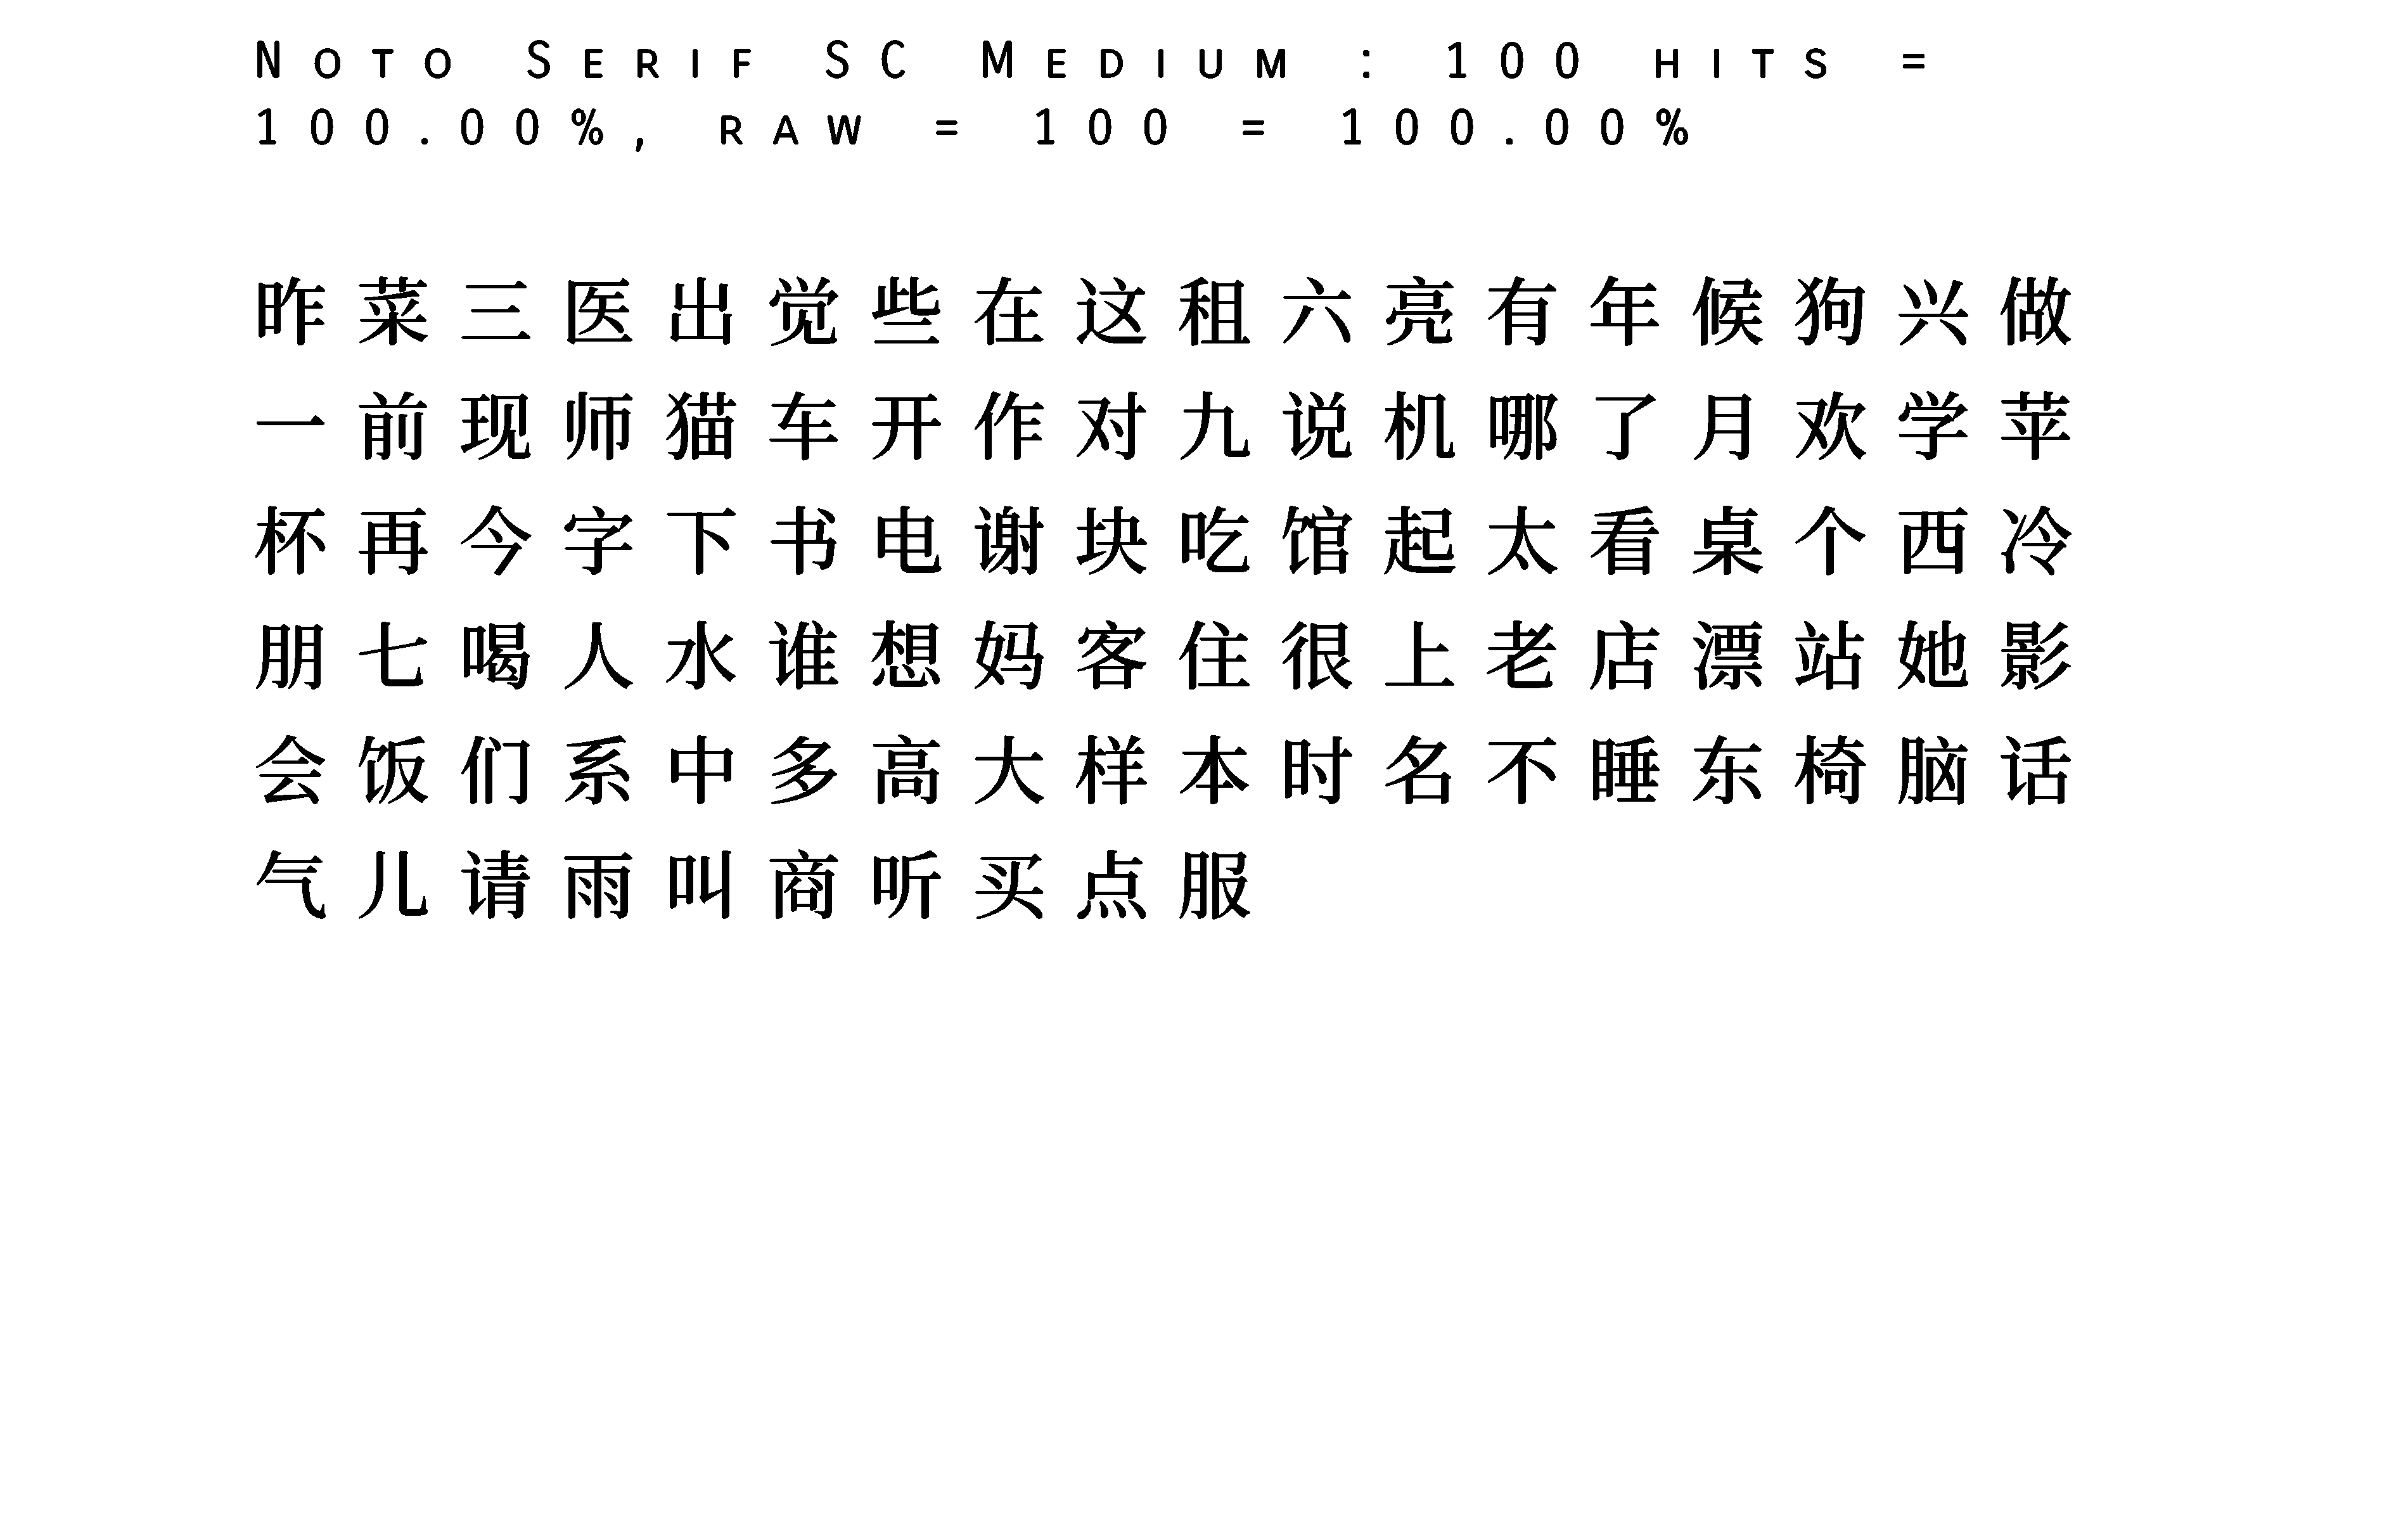 Noto Serif SC Medium : 100 hits =
100.00%, raw = 100 = 100.00%
昨菜三医出觉些在这租六亮有年候狗兴做
一前现师猫车开作对九说机哪了月欢学苹
杯再今字下书电谢块吃馆起太看桌个西冷
朋七喝人水谁想妈客住很上老店漂站她影
会饭们系中多高大样本时名不睡东椅脑话
气儿请雨叫商听买点服